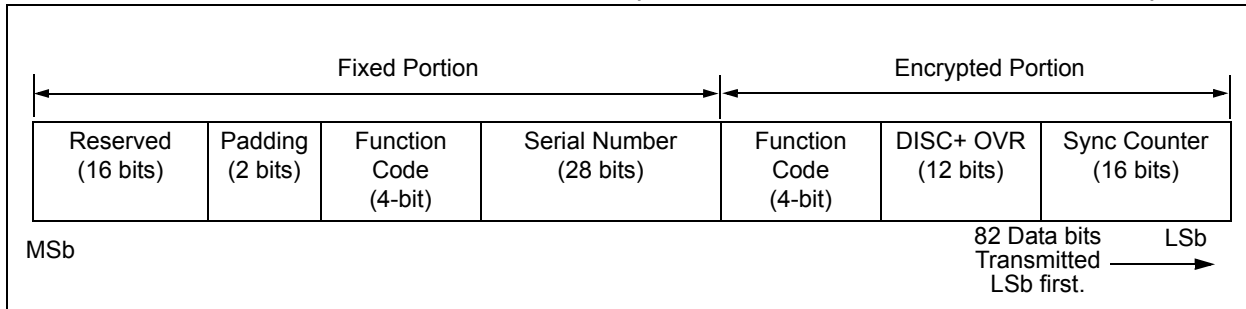 Fixed Portion
Encrypted Portion
Reserved
(16 bits)
Padding
(2 bits)
Function
Code
(4-bit)
Serial Number
(28 bits)
Function
Code
(4-bit)
DISC+ OVR
(12 bits)
Sync Counter
(16 bits)
MSb
82 Data bits
Transmitted
LSb first.
LSb